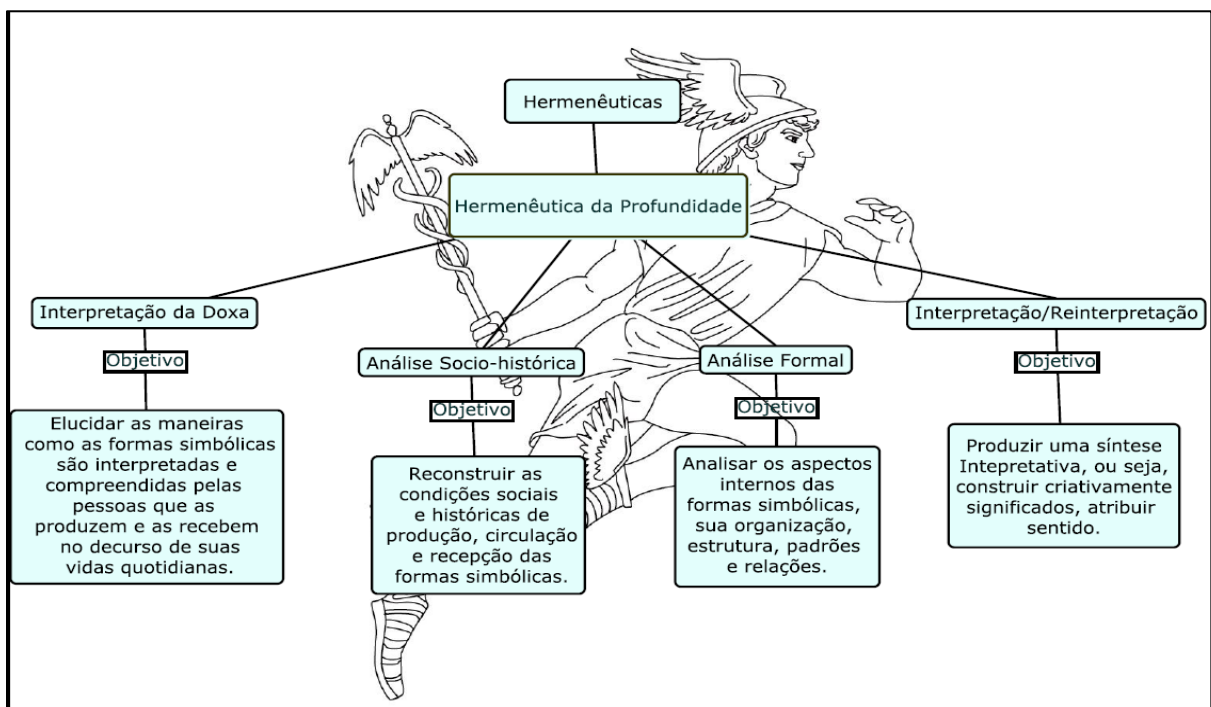 Hermenêuticas
Hermenêutica da Profundidade
Interpretação da Doxa
Objetivo
Elucidar as maneiras
como as formas simbólicas
são interpretadas e
compreendidas pelas
pessoas que as
produzem e as recebem
no decurso de suas
vidas quotidianas.
Análise Socio-histórica
Objetivo
Reconstruir as
condições sociais
e históricas de
produção, circulação
e recepção das
formas simbólicas.
Análise Formal
Objetivo
Analisar os aspectos
internos das
formas simbólicas,
sua organização,
estrutura, padrões
e relações.
Interpretação/Reinterpretação
Objetivo
Produzir uma síntese
Intepretativa, ou seja,
construir criativamente
significados, atribuir
sentido.